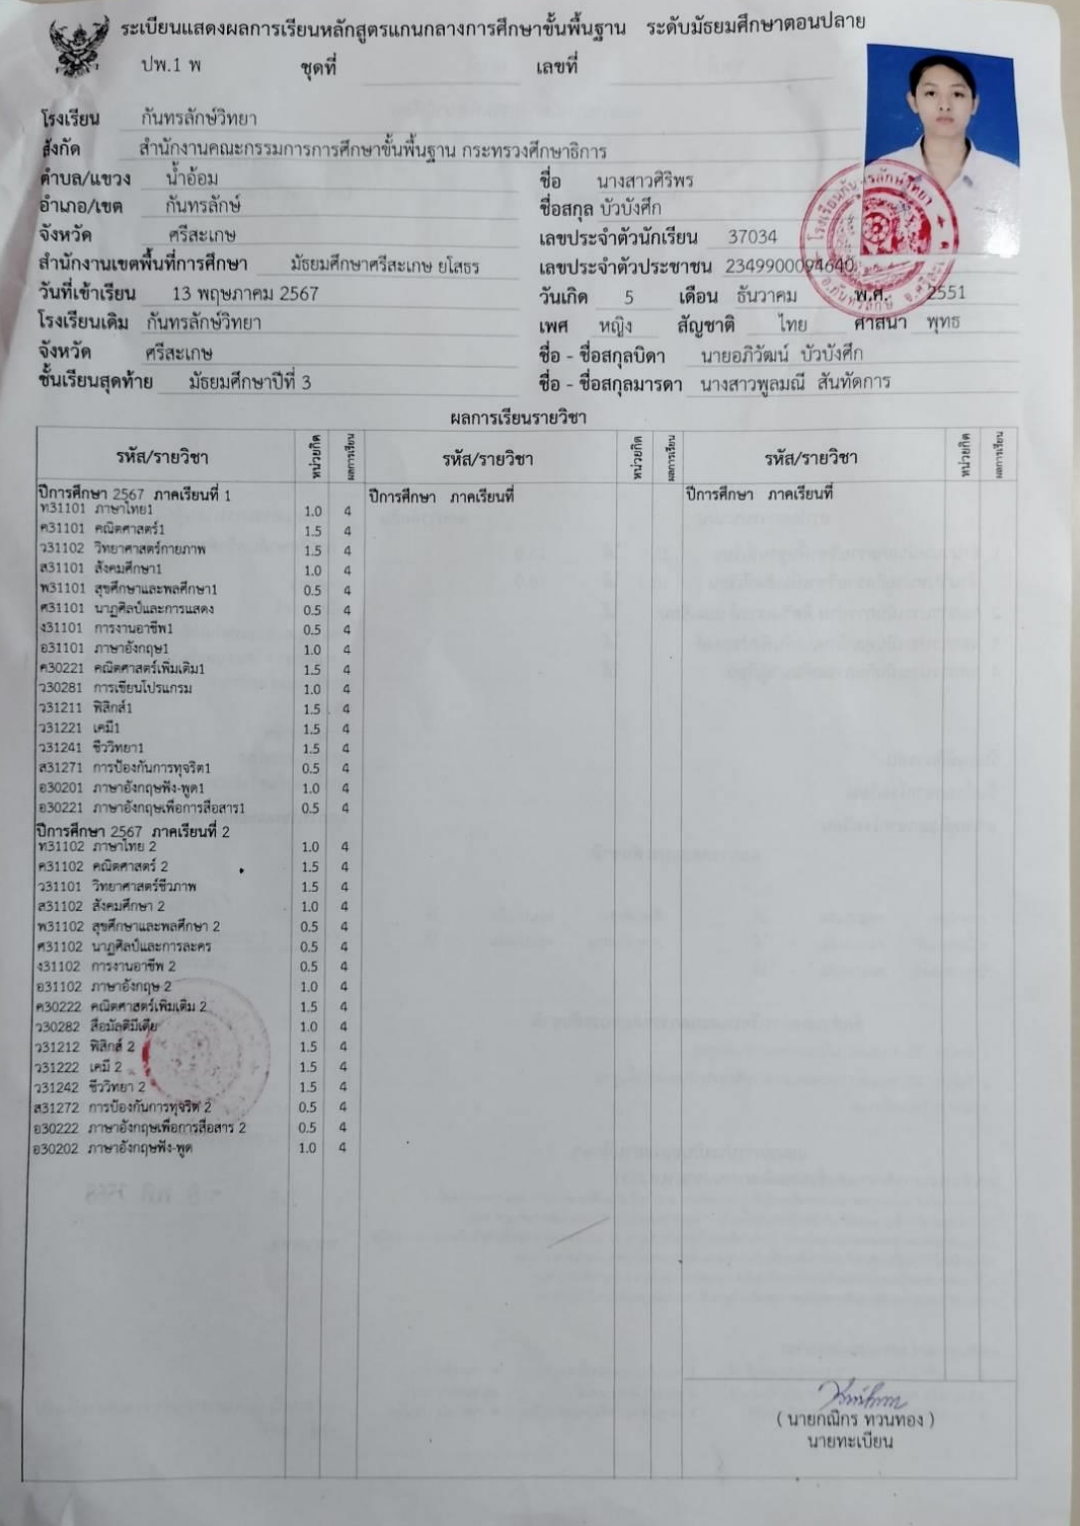 ระเบียนแสดงผลการเรียนหลักสูตรแกนกลางการศึกษาขั้นพื้นฐาน ระดับมัธยมศึกษาตอนปลาย
ปพ.1 พ ชุดที่ เลขที่
โรงเรียน กันทรลักษ์วิทยา
สังกัด สำนักงานคณะกรรมการการศึกษาขั้นพื้นฐาน กระทรวงศึกษาธิการ
ตำบล/แขวง น้ำอ้อม ชื่อ นางสาวศิริพร
อำเภอ/เขต กันทรลักษ์ ชื่อสกุล บัวบังศึก
จังหวัด ศรีสะเกษ เลขประจำตัวนักเรียน 37034
สำนักงานเขตพื้นที่การศึกษา มัธยมศึกษาศรีสะเกษ ยโสธร เลขประจำตัวประชาชน 2349900094640
วันที่เข้าเรียน 13 พฤษภาคม 2567 วันเกิด 5 เดือน ธันวาคม พ.ศ. 2551
โรงเรียนเดิม กันทรลักษ์วิทยา เพศ หญิง สัญชาติ ไทย ศาสนา พุทธ
จังหวัด ศรีสะเกษ ชื่อ - ชื่อสกุลบิดา นายอภิวัฒน์ บัวบังศึก
ชั้นเรียนสุดท้าย มัธยมศึกษาปีที่ 3 ชื่อ - ชื่อสกุลมารดา นางสาวพูลมณี สันทัดการ
ผลการเรียนรายวิชา
รหัส/รายวิชา หน่วยกิต ผลการเรียน รหัส/รายวิชา หน่วยกิต ผลการเรียน รหัส/รายวิชา หน่วยกิต ผลการเรียน
ปีการศึกษา 2567 ภาคเรียนที่ 1 ปีการศึกษา ภาคเรียนที่ ปีการศึกษา ภาคเรียนที่
ท31101 ภาษาไทย1 1.0 4
ค31101 คณิตศาสตร์1 1.5 4
ว31102 วิทยาศาสตร์กายภาพ 1.5 4
ส31101 สังคมศึกษา1 1.0 4
พ31101 สุขศึกษาและพลศึกษา1 0.5 4
ศ31101 นาฏศิลป์และการแสดง 0.5 4
ง31101 การงานอาชีพ1 0.5 4
อ31101 ภาษาอังกฤษ1 1.0 4
ค30221 คณิตศาสตร์เพิ่มเติม1 1.5 4
ว30281 การเขียนโปรแกรม 1.0 4
ว31211 ฟิสิกส์1 1.5 4
ว31221 เคมี1 1.5 4
ว31241 ชีววิทยา1 1.5 4
ส31271 การป้องกันการทุจริต1 0.5 4
อ30201 ภาษาอังกฤษฟัง-พูด1 1.0 4
อ30221 ภาษาอังกฤษเพื่อการสื่อสาร1 0.5 4
ปีการศึกษา 2567 ภาคเรียนที่ 2
ท31102 ภาษาไทย 2 1.0 4
ค31102 คณิตศาสตร์ 2 1.5 4
ว31101 วิทยาศาสตร์ชีวภาพ 1.5 4
ส31102 สังคมศึกษา 2 1.0 4
พ31102 สุขศึกษาและพลศึกษา 2 0.5 4
ศ31102 นาฏศิลป์และการละคร 0.5 4
ง31102 การงานอาชีพ 2 0.5 4
อ31102 ภาษาอังกฤษ 2 1.0 4
ค30222 คณิตศาสตร์เพิ่มเติม 2 1.5 4
ว30282 สื่อมัลติมีเดีย 1.0 4
ว31212 ฟิสิกส์ 2 1.5 4
ว31222 เคมี 2 1.5 4
ว31242 ชีววิทยา 2 1.5 4
ส31272 การป้องกันการทุจริต 2 0.5 4
อ30222 ภาษาอังกฤษเพื่อการสื่อสาร 2 0.5 4
อ30202 ภาษาอังกฤษฟัง-พูด 1.0 4
( นายกณิกร ทวนทอง )
นายทะเบียน